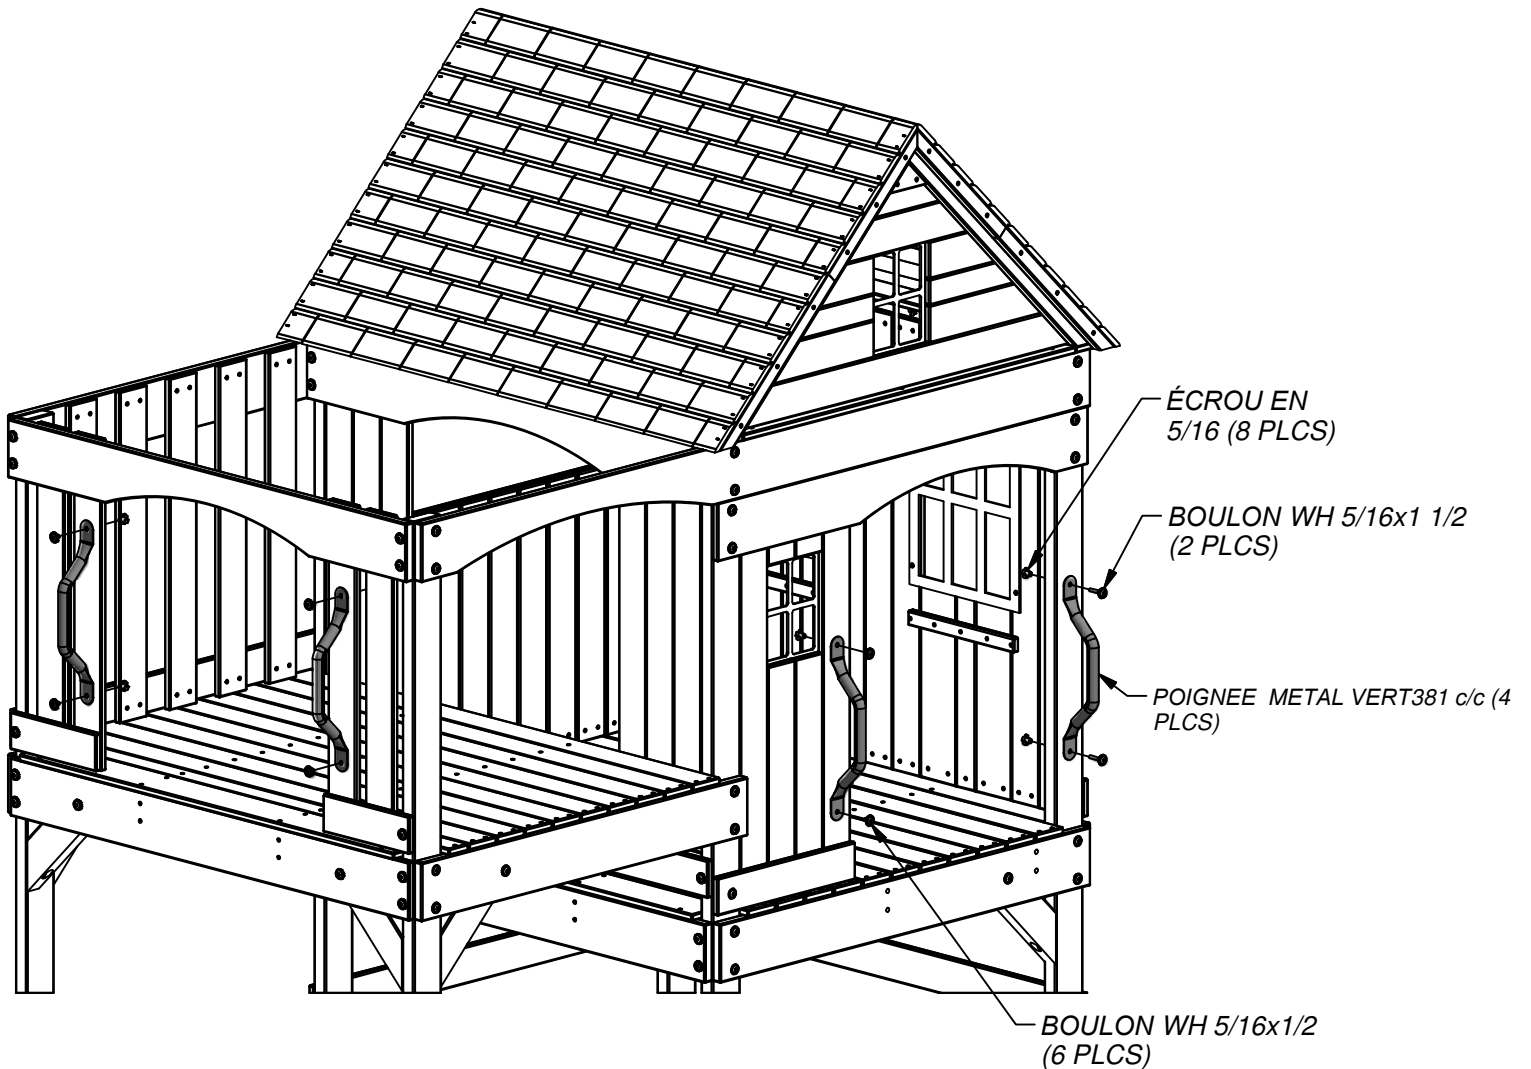 ÉCROU EN
5/16 (8 PLCS)
BOULON WH 5/16x1 1/2
(2 PLCS)
POIGNEE METAL VERT381 c/c (4
PLCS)
BOULON WH 5/16x1/2
(6 PLCS)